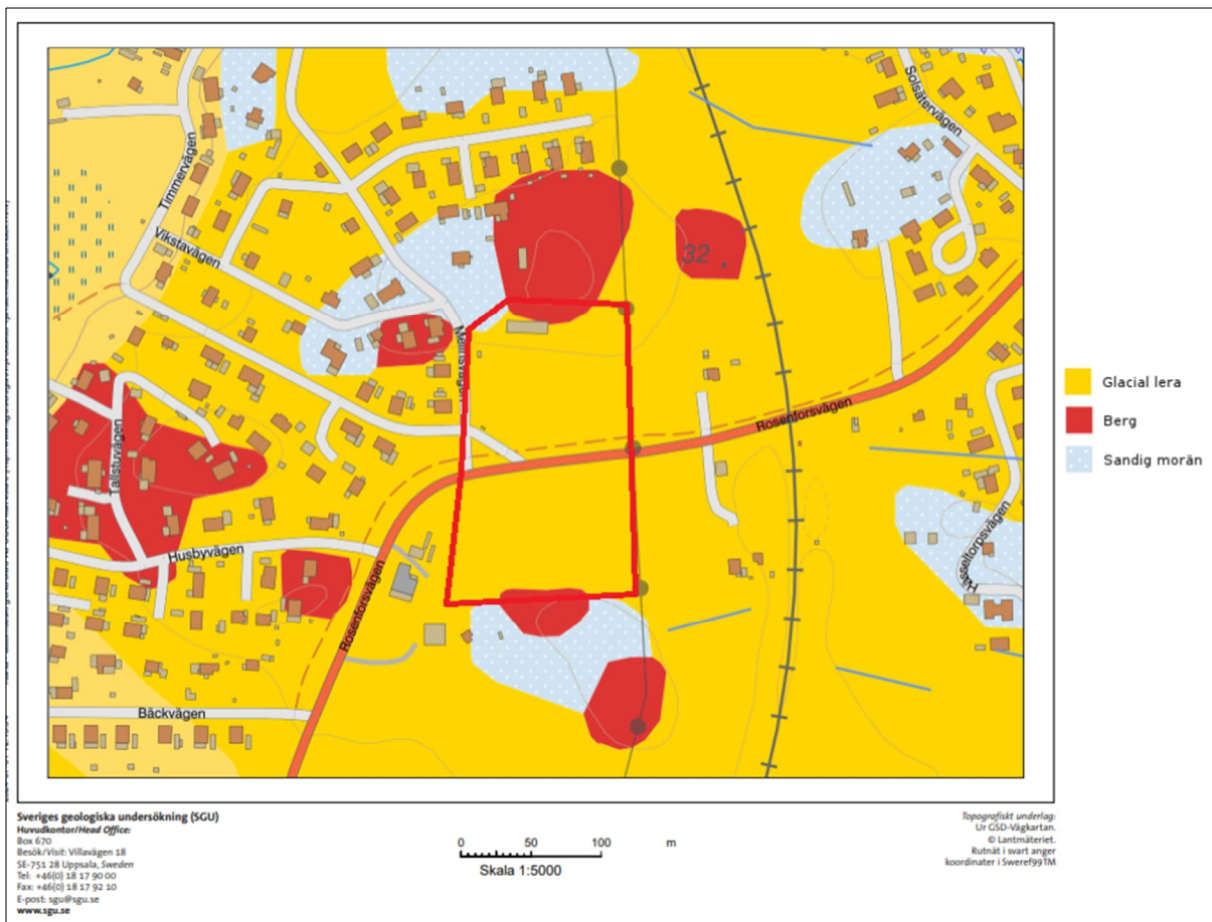 Solsätervägen
Timmervägen
Vikstavägen
32
Rosenforsvägen
Tallstuvägen
Husbyvägen
Hasseltorpsvägen
Rosenforsvägen
Bäckvägen
Glacial lera
Berg
Sandig morän
Sveriges geologiska undersökning (SGU)
Huvudkontor/Head Office:
Box 670
Besök/Visit: Villavägen 18
SE-751 28 Uppsala, Sweden
Tel: +46(0) 18 17 90 00
Fax: +46(0) 18 17 92 10
E-post: sgu@sgu.se
www.sgu.se
0 50 100 m
Skala 1:5000
Topografiskt underlag:
Ur GSD-Vägkartan.
© Lantmäteriet.
Rutnät i svart anger
koordinater i Sweref99TM